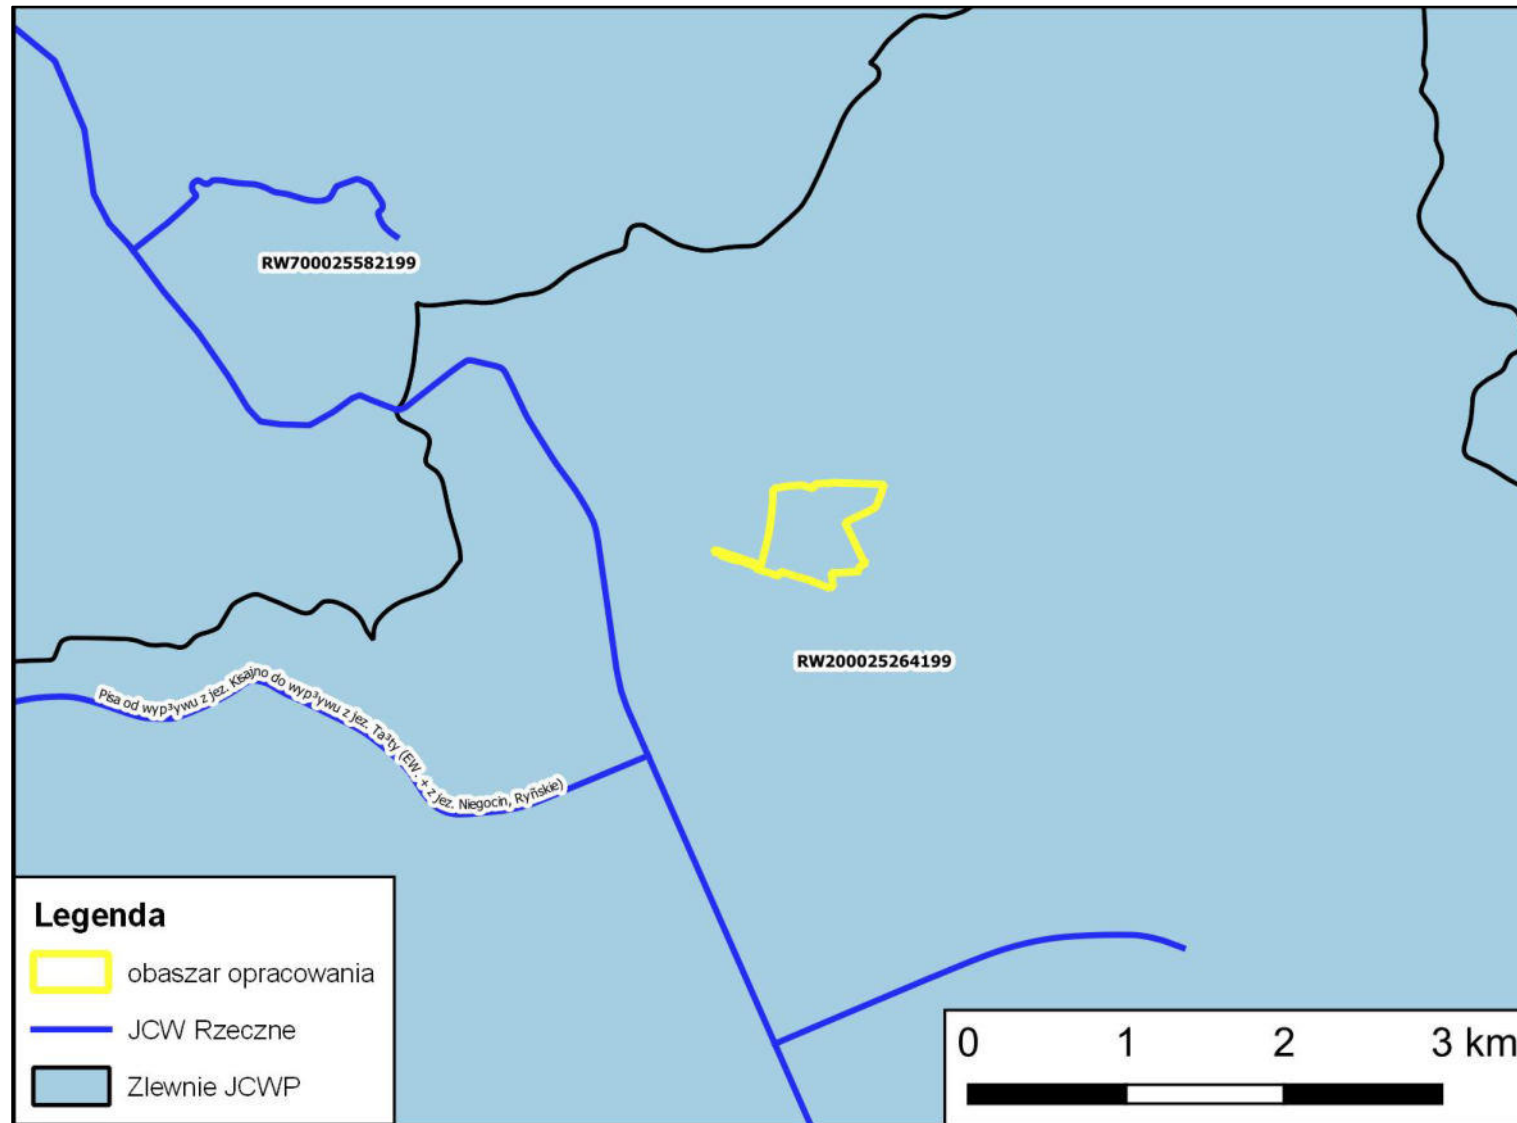 RW700025582199
RW200025264199
Pisa od wyp³ywu z jez. Kisajno do wyp³ywu z jez. Ta³ty (EW. + z jez. Niegocin, Ryñskie)
Legenda
obaszar opracowania
JCW Rzeczne
Zlewnie JCWP
0 1 2 3 km